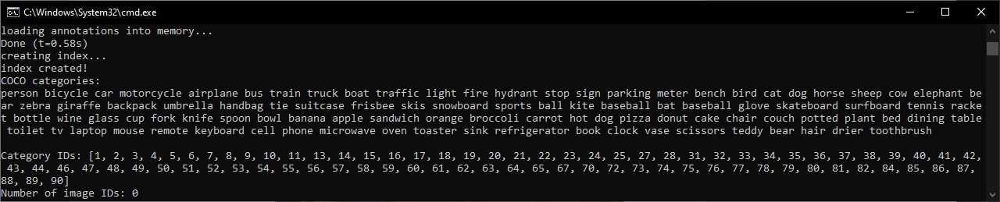 C:\Windows\System32\cmd.exe
loading annotations into memory...
Done (t=0.58s)
creating index...
index created!
COCO categories:
person bicycle car motorcycle airplane bus train truck boat traffic light fire hydrant stop sign parking meter bench bird cat dog horse sheep cow elephant be
ar zebra giraffe backpack umbrella handbag tie suitcase frisbee skis snowboard sports ball kite baseball bat baseball glove skateboard surfboard tennis racke
t bottle wine glass cup fork knife spoon bowl banana apple sandwich orange broccoli carrot hot dog pizza donut cake chair couch potted plant bed dining table
 toilet tv laptop mouse remote keyboard cell phone microwave oven toaster sink refrigerator book clock vase scissors teddy bear hair drier toothbrush

Category IDs: [1, 2, 3, 4, 5, 6, 7, 8, 9, 10, 11, 13, 14, 15, 16, 17, 18, 19, 20, 21, 22, 23, 24, 25, 27, 28, 31, 32, 33, 34, 35, 36, 37, 38, 39, 40, 41, 42,
 43, 44, 46, 47, 48, 49, 50, 51, 52, 53, 54, 55, 56, 57, 58, 59, 60, 61, 62, 63, 64, 65, 67, 70, 72, 73, 74, 75, 76, 77, 78, 79, 80, 81, 82, 84, 85, 86, 87,
88, 89, 90]
Number of image IDs: 0